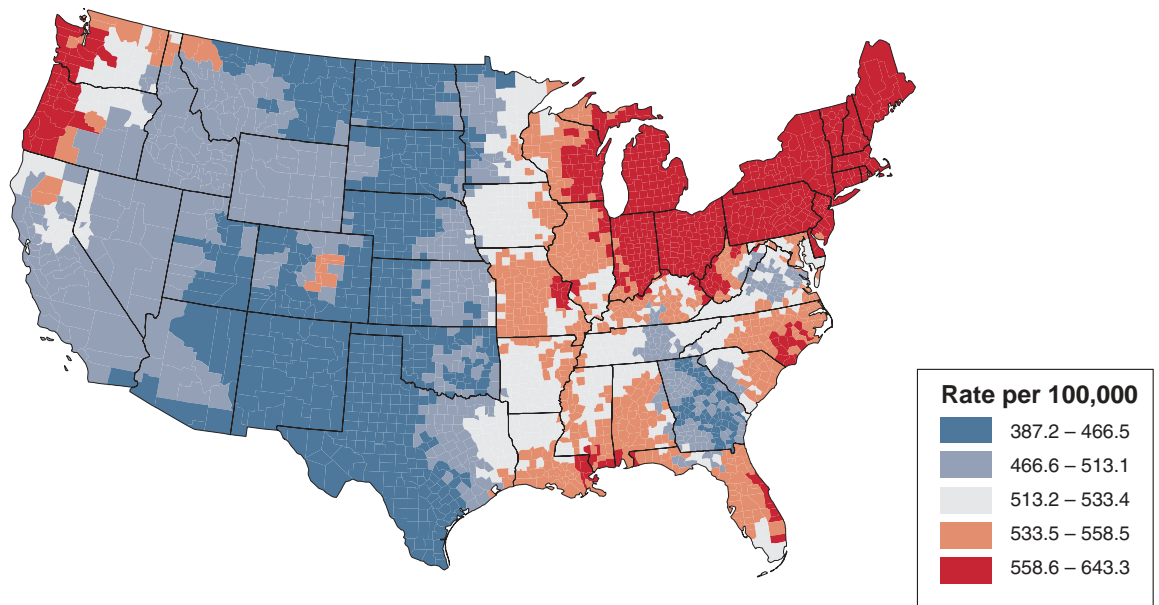 Rate per 100,000
387.2 – 466.5
466.6 – 513.1
513.2 – 533.4
533.5 – 558.5
558.6 – 643.3